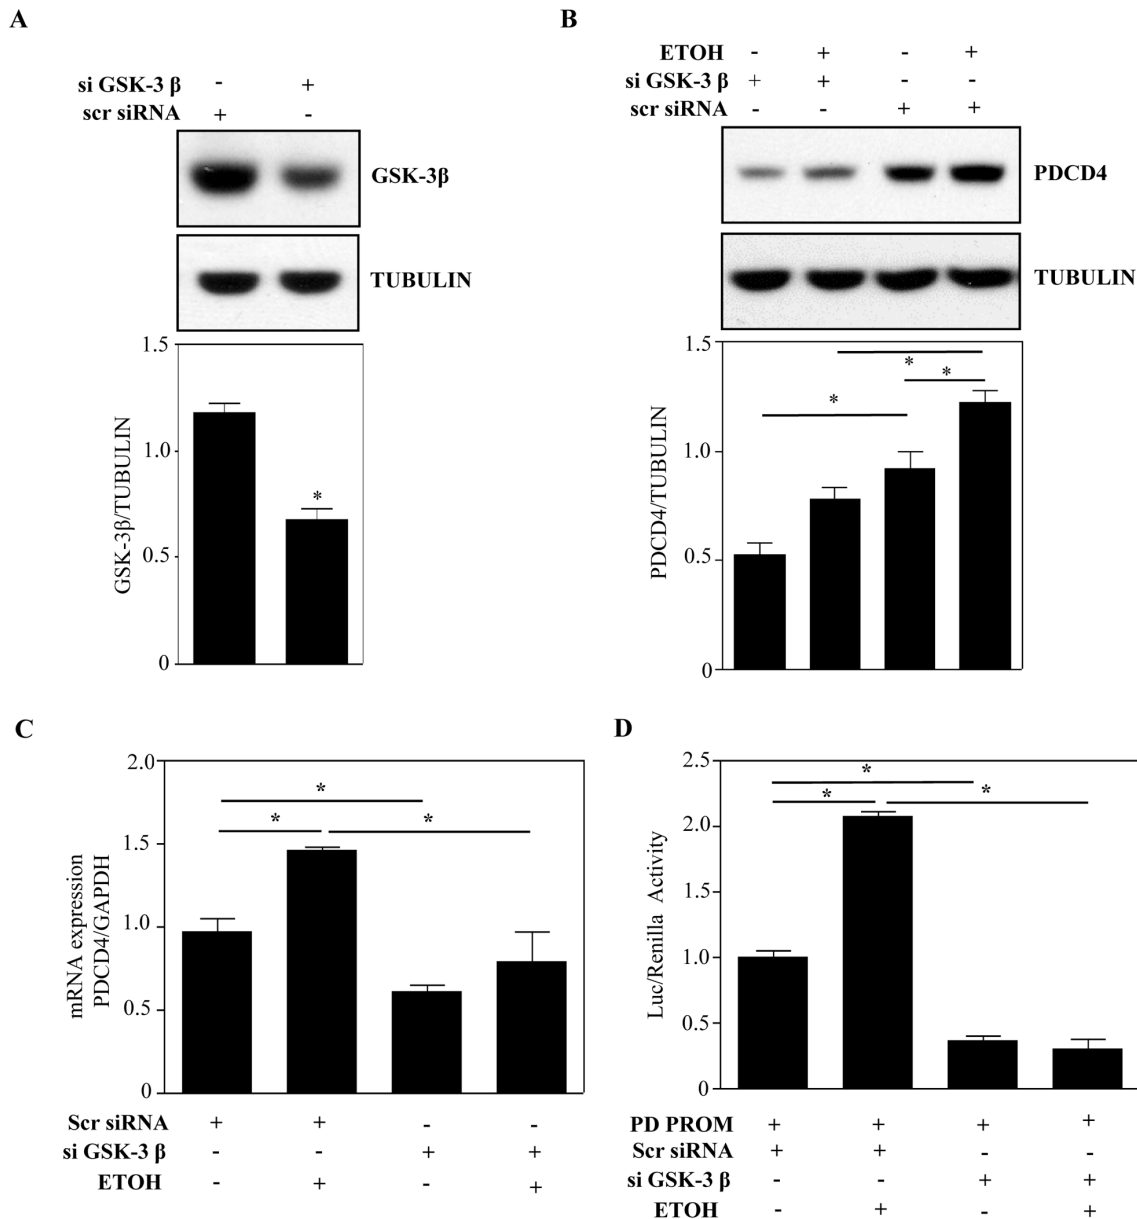 A
si GSK-3 β - +
scr siRNA + -
GSK-3β
TUBULIN
1.5
1.0
0.5
0
GSK-3β/TUBULIN
*
B
ETOH - + - +
si GSK-3 β + + - -
scr siRNA - - + +
PDCD4
TUBULIN
1.5
1.0
0.5
0
PDCD4/TUBULIN
*
*
*
C
2.0
1.5
1.0
0.5
0
mRNA expression
PDCD4/GAPDH
*
*
*
Scr siRNA + + - -
si GSK-3 β - - + +
ETOH - + - +
D
2.5
2.0
1.5
1.0
0.5
0
Luc/Renilla Activity
*
*
*
PD PROM + + + +
Scr siRNA + + - -
si GSK-3 β - - + +
ETOH - + - +